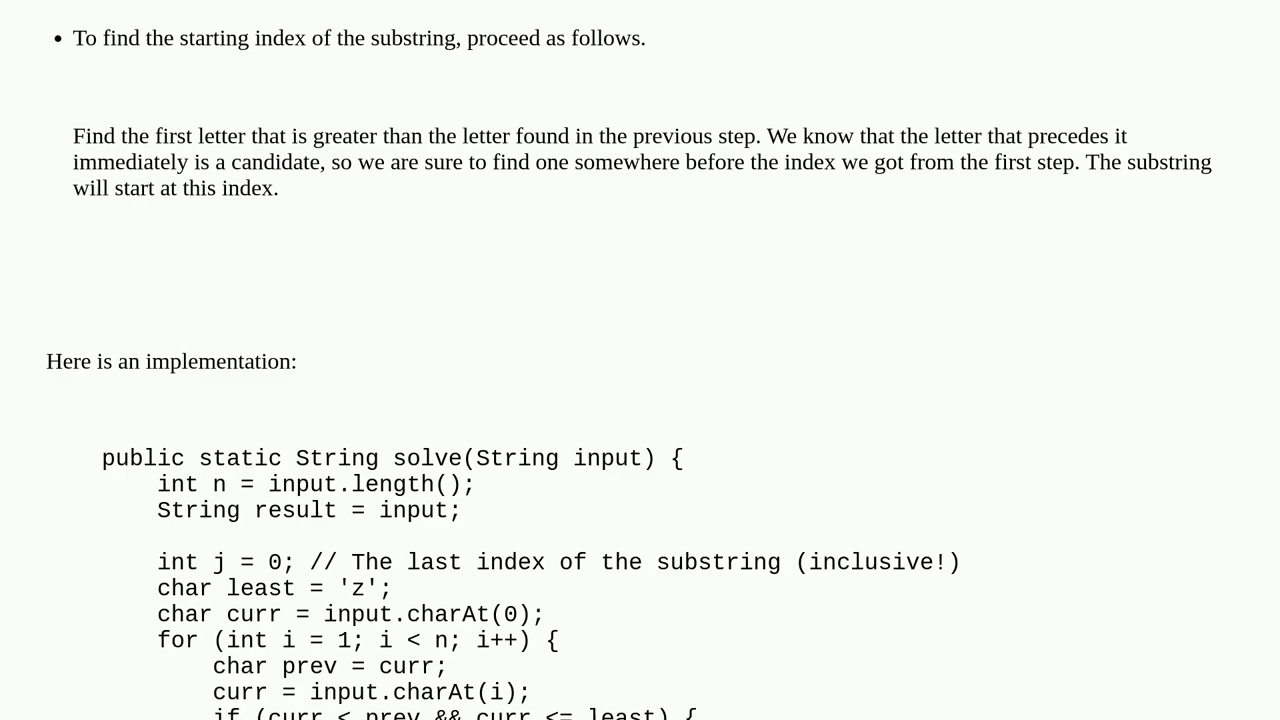 • To find the starting index of the substring, proceed as follows.
Find the first letter that is greater than the letter found in the previous step. We know that the letter that precedes it
immediately is a candidate, so we are sure to find one somewhere before the index we got from the first step. The substring
will start at this index.
Here is an implementation:
public static String solve(String input) {
    int n = input.length();
    String result = input;
    int j = 0; // The last index of the substring (inclusive!)
    char least = 'z';
    char curr = input.charAt(0);
    for (int i = 1; i < n; i++) {
        char prev = curr;
        curr = input.charAt(i);
        if (curr < prev && curr <= least) {